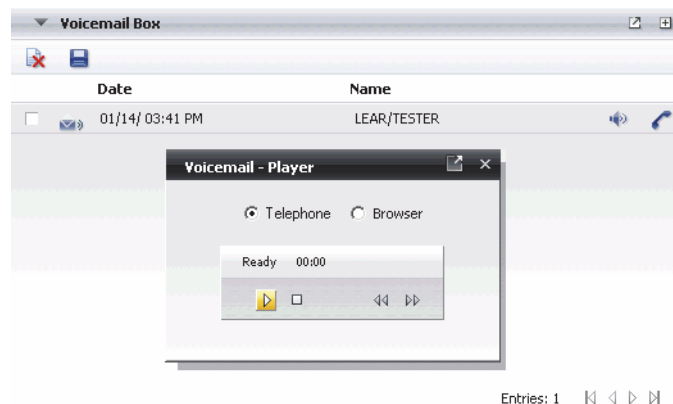 Voicemail Box
Date Name
01/14/ 03:41 PM LEAR/TESTER
Voicemail - Player
Telephone Browser
Ready 00:00
Entries: 1